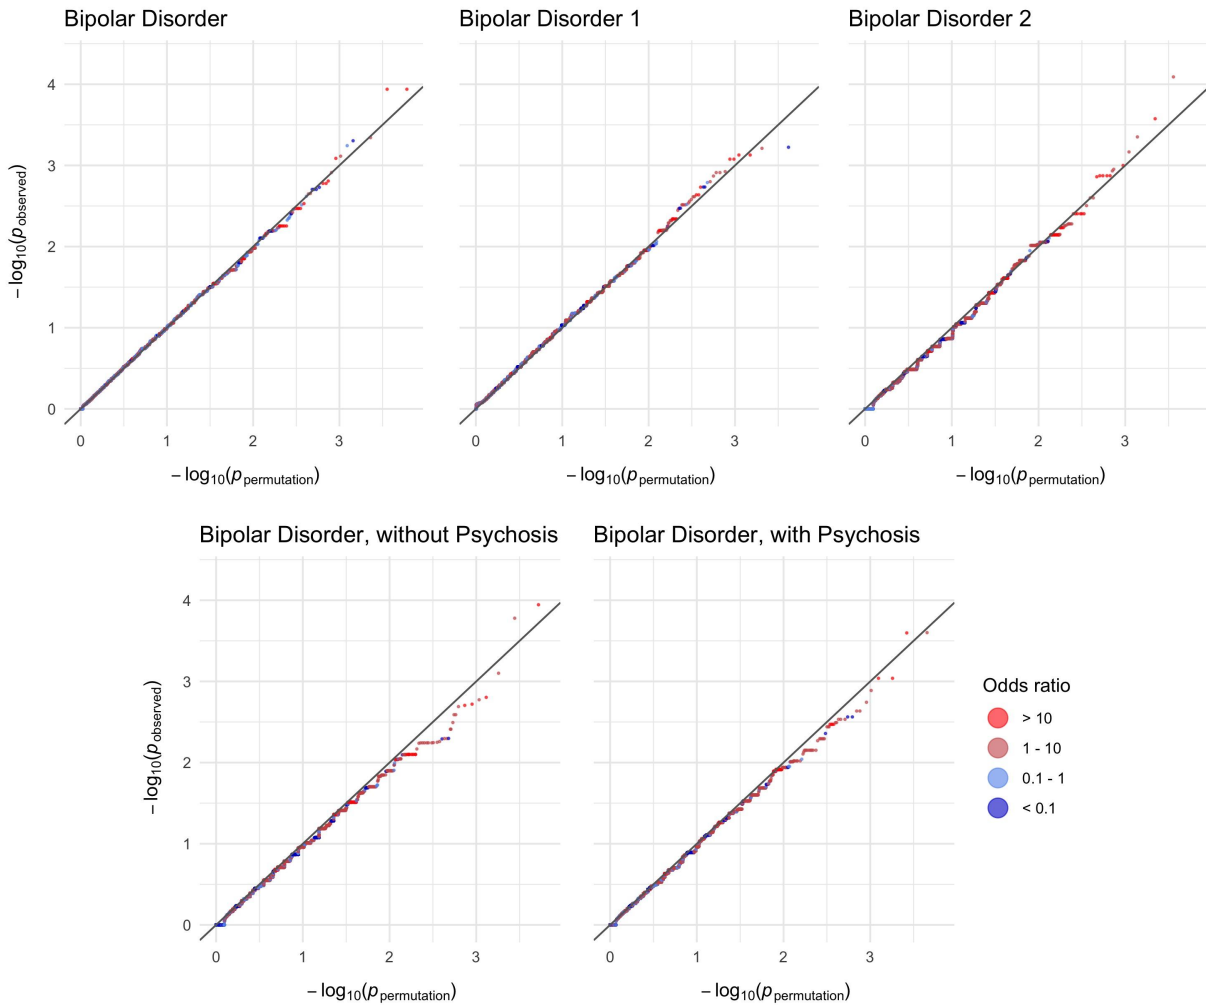 Bipolar Disorder
Bipolar Disorder 1
Bipolar Disorder 2
4
3
2
1
0
−log10(pobserved)
0 1 2 3
0 1 2 3
0 1 2 3
−log10(ppermutation)
−log10(ppermutation)
−log10(ppermutation)
Bipolar Disorder, without Psychosis
Bipolar Disorder, with Psychosis
4
3
2
1
0
−log10(pobserved)
0 1 2 3
0 1 2 3
−log10(ppermutation)
−log10(ppermutation)
Odds ratio
> 10
1 - 10
0.1 - 1
< 0.1